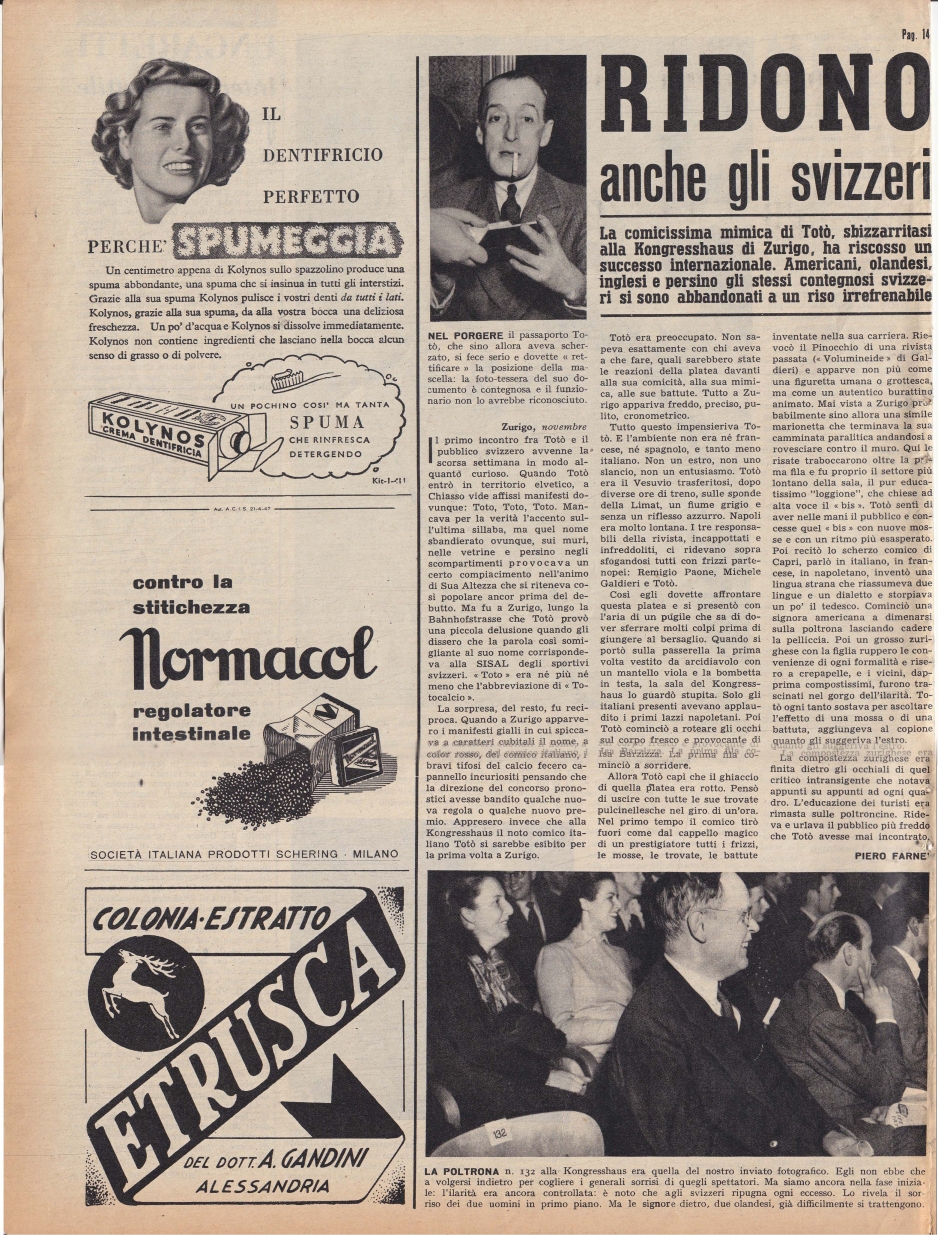 Pag. 14
IL
DENTIFRICIO
PERFETTO
PERCHE' SPUMEGGIA
Un centimetro appena di Kolynos sullo spazzolino produce una
spuma abbondante, una spuma che si insinua in tutti gli interstizi.
Grazie alla sua spuma Kolynos pulisce i vostri denti da tutti i lati.
Kolynos, grazie alla sua spuma, da alla vostra bocca una deliziosa
freschezza. Un po' d'acqua e Kolynos si dissolve immediatamente.
Kolynos non contiene ingredienti che lasciano nella bocca alcun
senso di grasso o di polvere.
UN POCHINO COSI' MA TANTA
SPUMA
CHE RINFRESCA
DETERGENDO
KOLYNOS
CREMA DENTIFRICIA
Aut. A.C.I.S. 21-4-47
contro la
stitichezza
Normacol
regolatore
intestinale
SOCIETÀ ITALIANA PRODOTTI SCHERING · MILANO
COLONIA·ESTRATTO
ETRUSCA
DEL DOTT. A. GANDINI
ALESSANDRIA
RIDONO
anche gli svizzeri
La comicissima mimica di Totò, sbizzarritasi
alla Kongresshaus di Zurigo, ha riscosso un
successo internazionale. Americani, olandesi,
inglesi e persino gli stessi contegnosi svizze-
ri si sono abbandonati a un riso irrefrenabile
NEL PORGERE il passaporto To-
tò, che sino allora aveva scher-
zato, si fece serio e dovette « ret-
tificare » la posizione della ma-
scella: la foto-tessera del suo do-
cumento è contegnosa e il funzio-
nario non lo avrebbe riconosciuto.
Zurigo, novembre
Il primo incontro fra Totò e il
pubblico svizzero avvenne la
scorsa settimana in modo al-
quanto curioso. Quando Totò
entrò in territorio elvetico, a
Chiasso vide affissi manifesti do-
vunque: Toto, Toto, Toto. Man-
cava per la verità l'accento sul-
l'ultima sillaba, ma quel nome
sbandierato ovunque, sui muri,
nelle vetrine e persino negli
scompartimenti provocava un
certo compiacimento nell'animo
di Sua Altezza che si riteneva co-
sì popolare ancor prima del de-
butto. Ma fu a Zurigo, lungo la
Bahnhofstrasse che Totò provò
una piccola delusione quando gli
dissero che la parola così somi-
gliante al suo nome corrisponde-
va alla SISAL degli sportivi
svizzeri. « Toto » era né più né
meno che l'abbreviazione di « To-
tocalcio ».
La sorpresa, del resto, fu reci-
proca. Quando a Zurigo apparve-
ro i manifesti gialli in cui spicca-
va a caratteri cubitali il nome, a
color rosso, del comico italiano, i
bravi tifosi del calcio fecero ca-
pannello incuriositi pensando che
la direzione del concorso prono-
stici avesse bandito qualche nuo-
va regola o qualche nuovo pre-
mio. Appresero invece che alla
Kongresshaus il noto comico ita-
liano Totò si sarebbe esibito per
la prima volta a Zurigo.
Totò era preoccupato. Non sa-
peva esattamente con chi aveva
a che fare, quali sarebbero state
le reazioni della platea davanti
alla sua comicità, alla sua mimi-
ca, alle sue battute. Tutto a Zu-
rigo appariva freddo, preciso, pu-
lito, cronometrico.
Tutto questo impensieriva To-
tò. E l'ambiente non era né fran-
cese, né spagnolo, e tanto meno
italiano. Non un estro, non uno
slancio, non un entusiasmo. Totò
era il Vesuvio trasferitosi, dopo
diverse ore di treno, sulle sponde
della Limat, un fiume grigio e
senza un riflesso azzurro. Napoli
era molto lontana. I tre responsa-
bili della rivista, incappottati e
infreddoliti, ci ridevano sopra
sfogandosi tutti con frizzi parte-
nopei: Remigio Paone, Michele
Galdieri e Totò.
Così egli dovette affrontare
questa platea e si presentò con
l'aria di un pugile che sa di do-
ver sferrare molti colpi prima di
giungere al bersaglio. Quando si
portò sulla passerella la prima
volta vestito da arcidiavolo con
un mantello viola e la bombetta
in testa, la sala del Kongress-
haus lo guardò stupita. Solo gli
italiani presenti avevano applau-
dito i primi lazzi napoletani. Poi
Totò cominciò a roteare gli occhi
sul corpo fresco e provocante di
Isa Barzizza. La prima fila co-
minciò a sorridere.
Allora Totò capì che il ghiaccio
di quella platea era rotto. Pensò
di uscire con tutte le sue trovate
pulcinellesche nel giro di un'ora.
Nel primo tempo il comico tirò
fuori come dal cappello magico
di un prestigiatore tutti i frizzi,
le mosse, le trovate, le battute
inventate nella sua carriera. Rie-
vocò il Pinocchio di una rivista
passata (« Volumineide » di Gal-
dieri) e apparve non più come
una figuretta umana o grottesca,
ma come un autentico burattino
animato. Mai vista a Zurigo pro-
babilmente sino allora una simile
marionetta che terminava la sua
camminata paralitica andandosi a
rovesciare contro il muro. Qui le
risate traboccarono oltre la pri-
ma fila e fu proprio il settore più
lontano della sala, il pur educa-
tissimo "loggione", che chiese ad
alta voce il « bis ». Totò sentì di
aver nelle mani il pubblico e con-
cesse quel « bis » con nuove mos-
se e con un ritmo più esasperato.
Poi recitò lo scherzo comico di
Capri, parlò in italiano, in fran-
cese, in napoletano, inventò una
lingua strana che riassumeva due
lingue e un dialetto e storpiava
un po' il tedesco. Cominciò una
signora americana a dimenarsi
sulla poltrona lasciando cadere
la pelliccia. Poi un grosso zuri-
ghese con la figlia ruppero le con-
venienze di ogni formalità e rise-
ro a crepapelle, e i vicini, dap-
prima compostissimi, furono tra-
scinati nel gorgo dell'ilarità. To-
tò ogni tanto sostava per ascoltare
l'effetto di una mossa o di una
battuta, aggiungeva al copione
quanto gli suggeriva l'estro.
La compostezza zurighese era
finita dietro gli occhiali di quel
critico intransigente che notava
appunti su appunti ad ogni qua-
dro. L'educazione dei turisti era
rimasta sulle poltroncine. Ride-
va e urlava il pubblico più freddo
che Totò avesse mai incontrato.
PIERO FARNE'
132
LA POLTRONA n. 132 alla Kongresshaus era quella del nostro inviato fotografico. Egli non ebbe che
a volgersi indietro per cogliere i generali sorrisi di quegli spettatori. Ma siamo ancora nella fase inizia-
le: l'ilarità era ancora controllata: è noto che agli svizzeri ripugna ogni eccesso. Lo rivela il sor-
riso dei due uomini in primo piano. Ma le signore dietro, due olandesi, già difficilmente si trattengono.